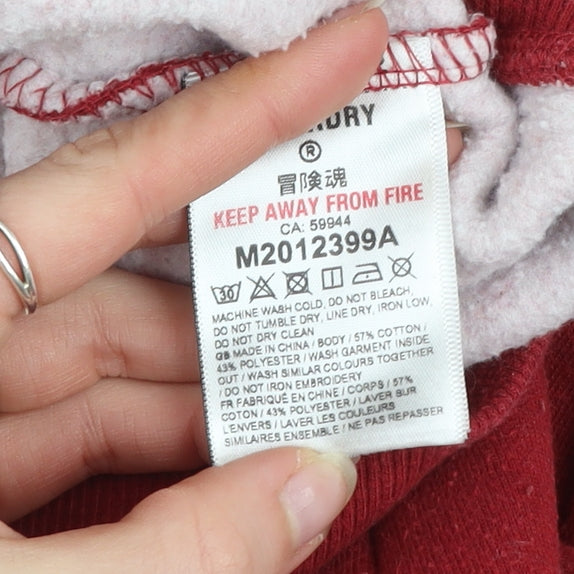 DRY
®
冒険魂
KEEP AWAY FROM FIRE
CA: 59944
M2012399A
30
MACHINE WASH COLD, DO NOT BLEACH,
DO NOT TUMBLE DRY, LINE DRY, IRON LOW,
DO NOT DRY CLEAN
GB MADE IN CHINA / BODY / 57% COTTON /
43% POLYESTER / WASH GARMENT INSIDE
OUT / WASH SIMILAR COLOURS TOGETHER
/ DO NOT IRON EMBROIDERY
FR FABRIQUÉ EN CHINE / CORPS / 57%
COTON / 43% POLYESTER / LAVER SUR
L'ENVERS / LAVER LES COULEURS
SIMILAIRES ENSEMBLE / NE PAS REPASSER